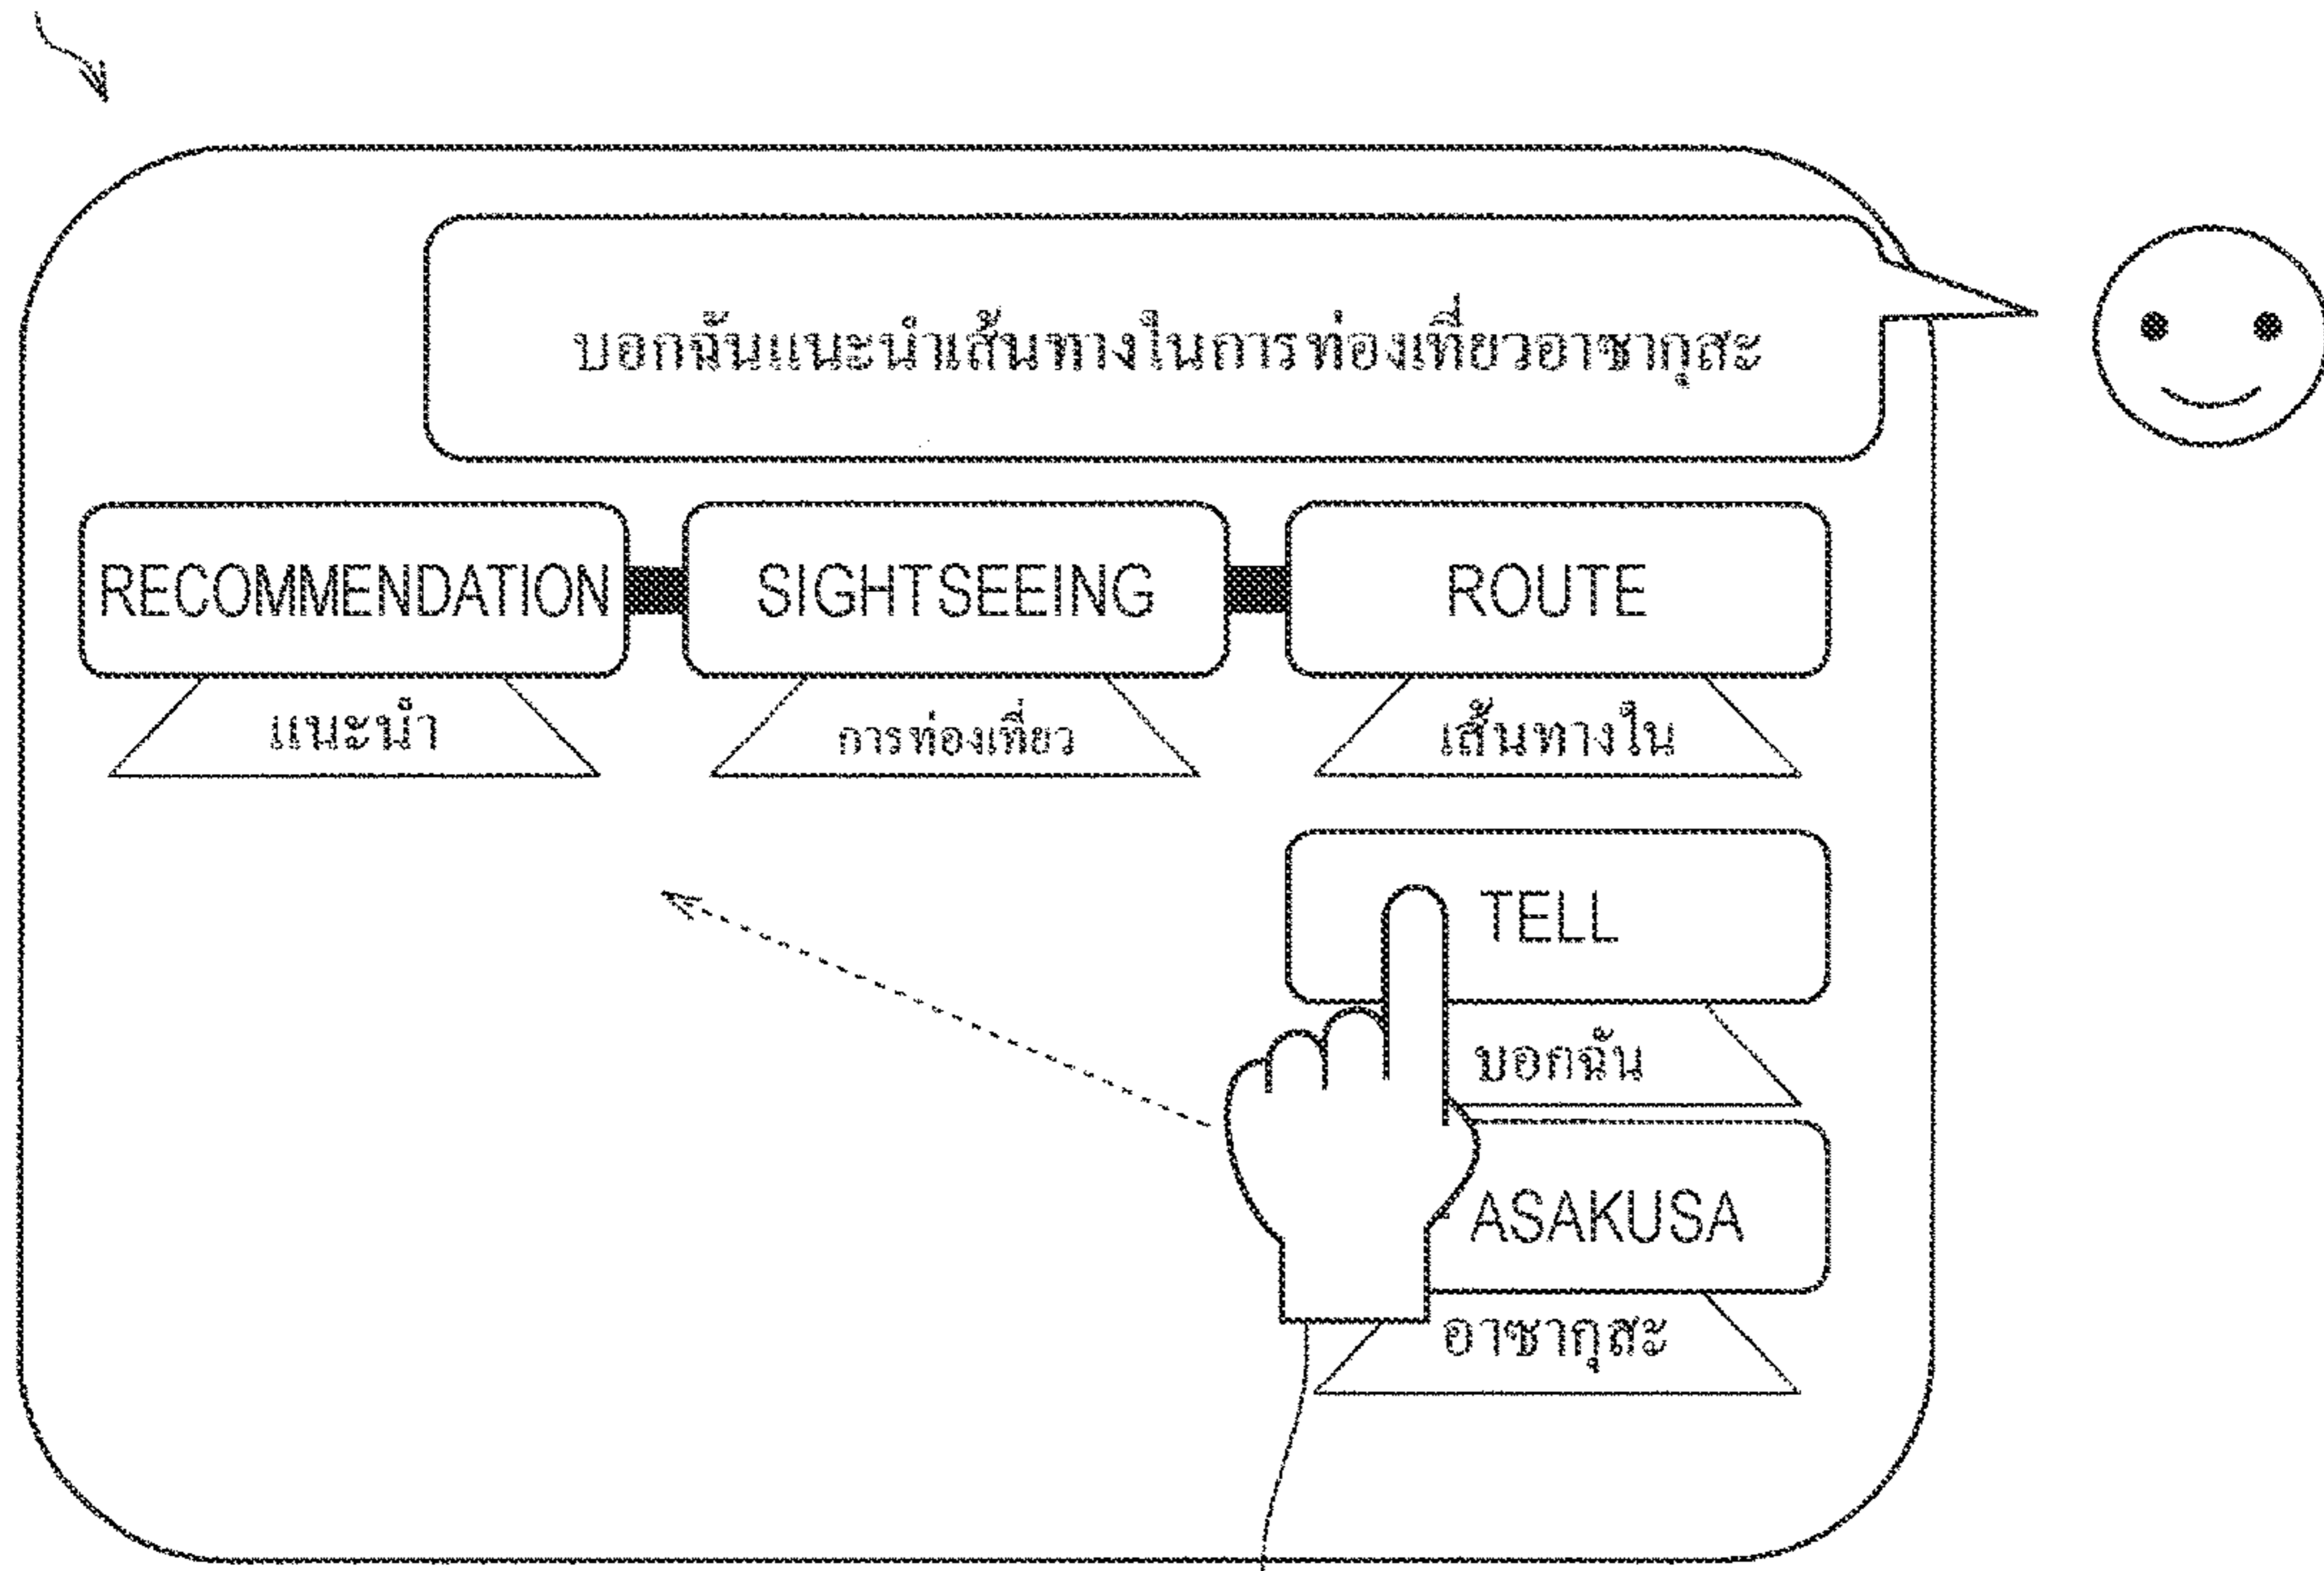 บอกฉันแนะนำเส้นทางในการท่องเที่ยวอาซากุสะ
RECOMMENDATION SIGHTSEEING ROUTE
แนะนำ การท่องเที่ยว เส้นทางใน
TELL
บอกฉัน
ASAKUSA
อาซากุสะ